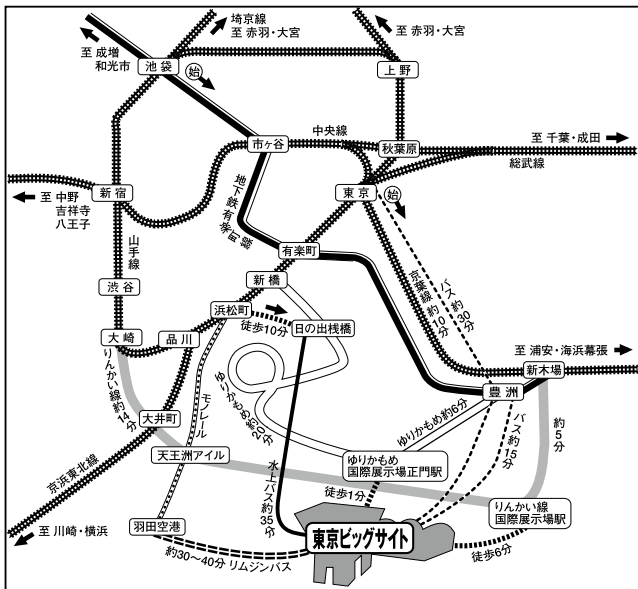 埼京線
至 赤羽・大宮
至 赤羽・大宮
至 成増
和光市
池袋
始
上野
市ヶ谷
中央線
秋葉原
至 千葉・成田
総武線
新宿
至 中野
吉祥寺
八王子
東京
始
地下鉄有楽町線
山手線
有楽町
新橋
京葉線約10分
バス約30分
渋谷
浜松町
徒歩10分
日の出桟橋
大崎
品川
至 浦安・海浜幕張
新木場
りんかい線約14分
ゆりかもめ約20分
豊洲
大井町
モノレール
ゆりかもめ約6分
バス約15分
約5分
京浜東北線
天王洲アイル
水上バス約35分
ゆりかもめ
国際展示場正門駅
徒歩1分
りんかい線
国際展示場駅
至 川崎・横浜
羽田空港
東京ビッグサイト
約30〜40分 リムジンバス
徒歩6分